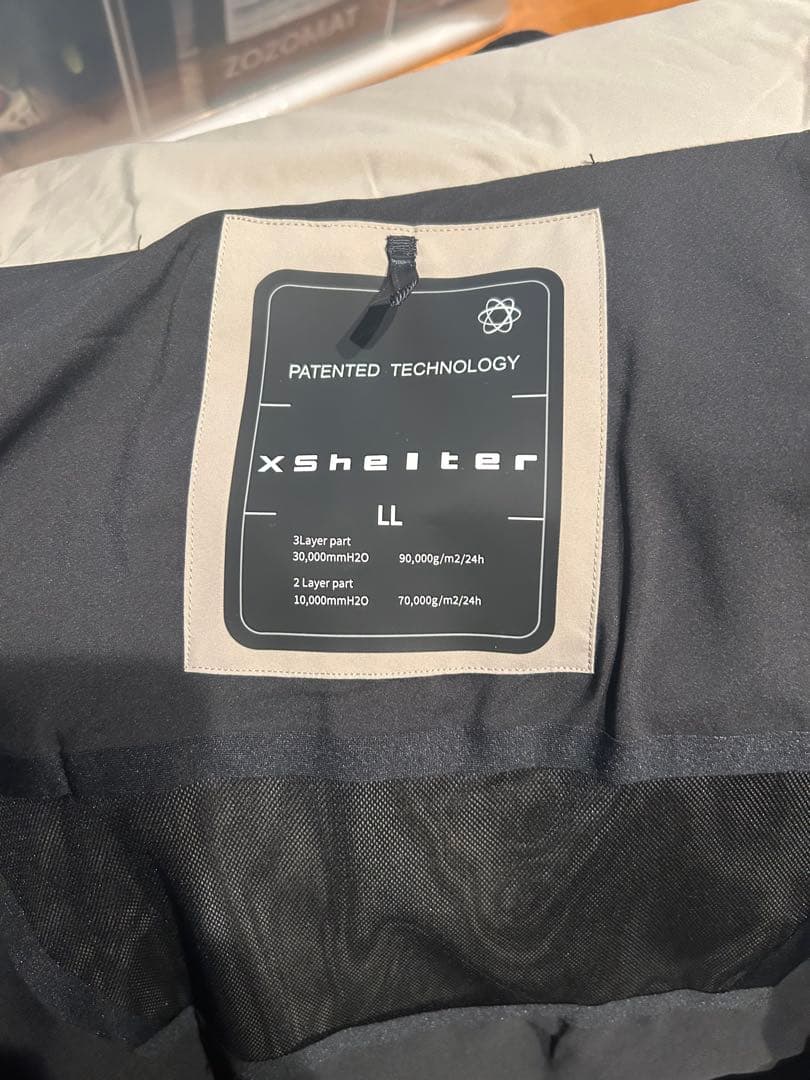 ZOZOMAT
PATENTED TECHNOLOGY
xshelter
LL
3Layer part
30,000mmH2O 90,000g/m2/24h
2 Layer part
10,000mmH2O 70,000g/m2/24h